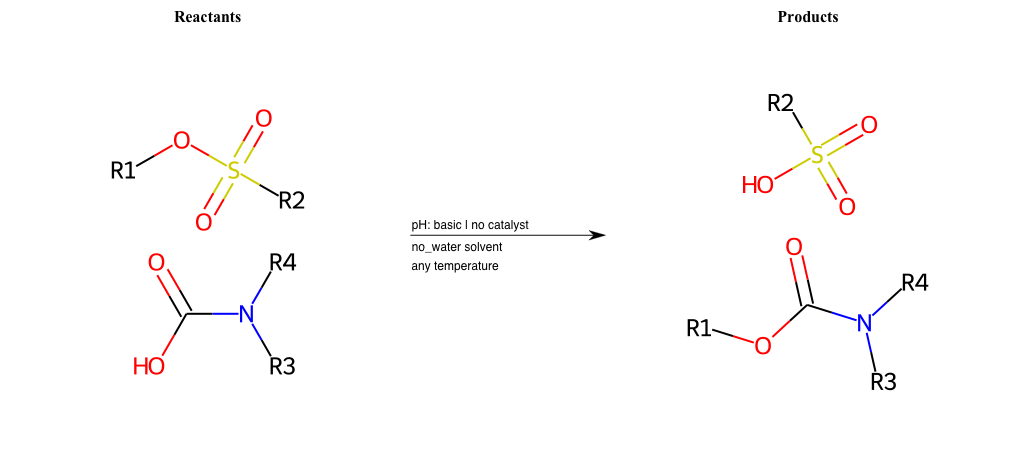 Reactants
Products
O
O
R1
S
R2
O
O
R4
N
HO
R3
pH: basic | no catalyst
no_water solvent
any temperature
R2
O
S
HO
O
O
R4
R1
N
O
R3